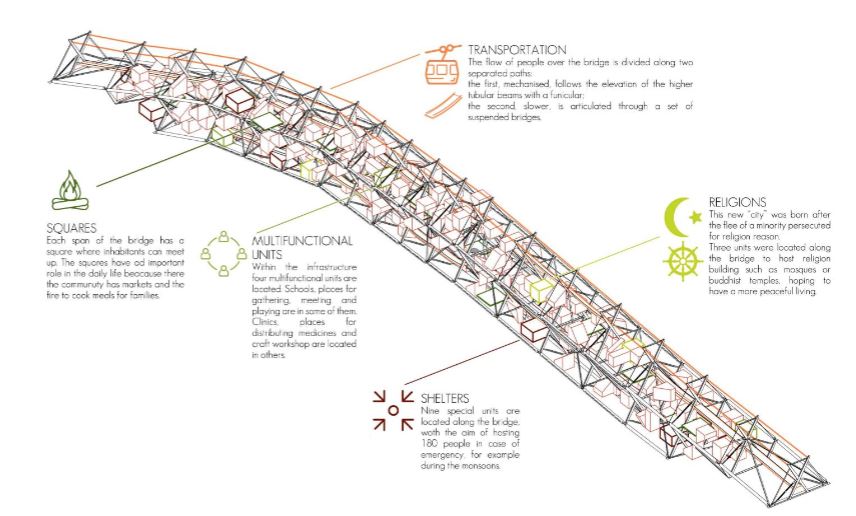 TRANSPORTATION
The flow of people over the bridge is divided along two
separated paths:
the first, mechanised, follows the elevation of the higher
tubular beams with a funicular;
the second, slower, is articulated through a set of
suspended bridges.
RELIGIONS
This new "city" was born after
the flee of a minority persecuted
for religion reason.
Three units were located along
the bridge to host religion
building such as mosques or
buddhist temples, hoping to
have a more peaceful living.
SQUARES
Each span of the bridge has a
square where inhabitants can meet
up. The squares have ad important
role in the daily life beacause there
the communuty has markets and the
fire to cook meals for families.
MULTIFUNCTIONAL
UNITS
Within the infrastructure
four multifunctional units are
located. Schools, places for
gathering, meeting and
playing are in some of them.
Clinics, places for
distributing medicines and
craft workshop are located
in others.
SHELTERS
Nine special units are
located along the bridge,
woth the aim of hosting
180 people in case of
emergency, for example
during the monsoons.